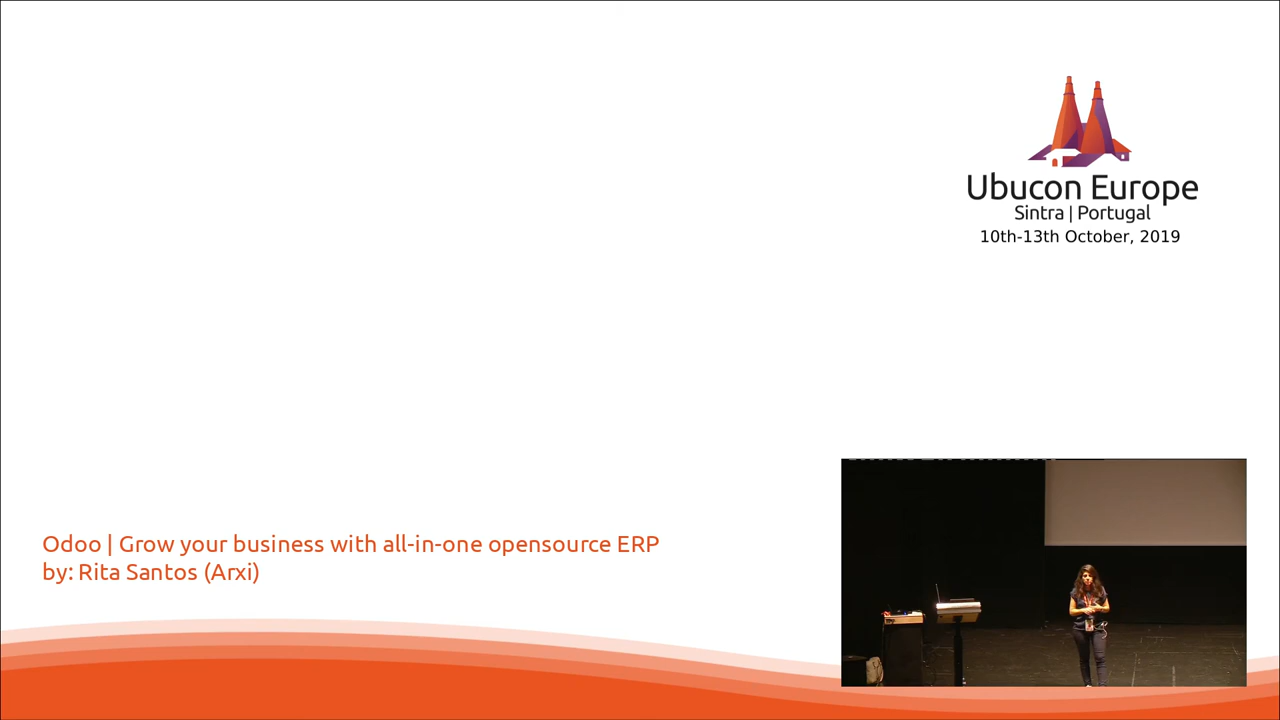 Ubucon Europe
Sintra | Portugal
10th-13th October, 2019
Odoo | Grow your business with all-in-one opensource ERP
by: Rita Santos (Arxi)